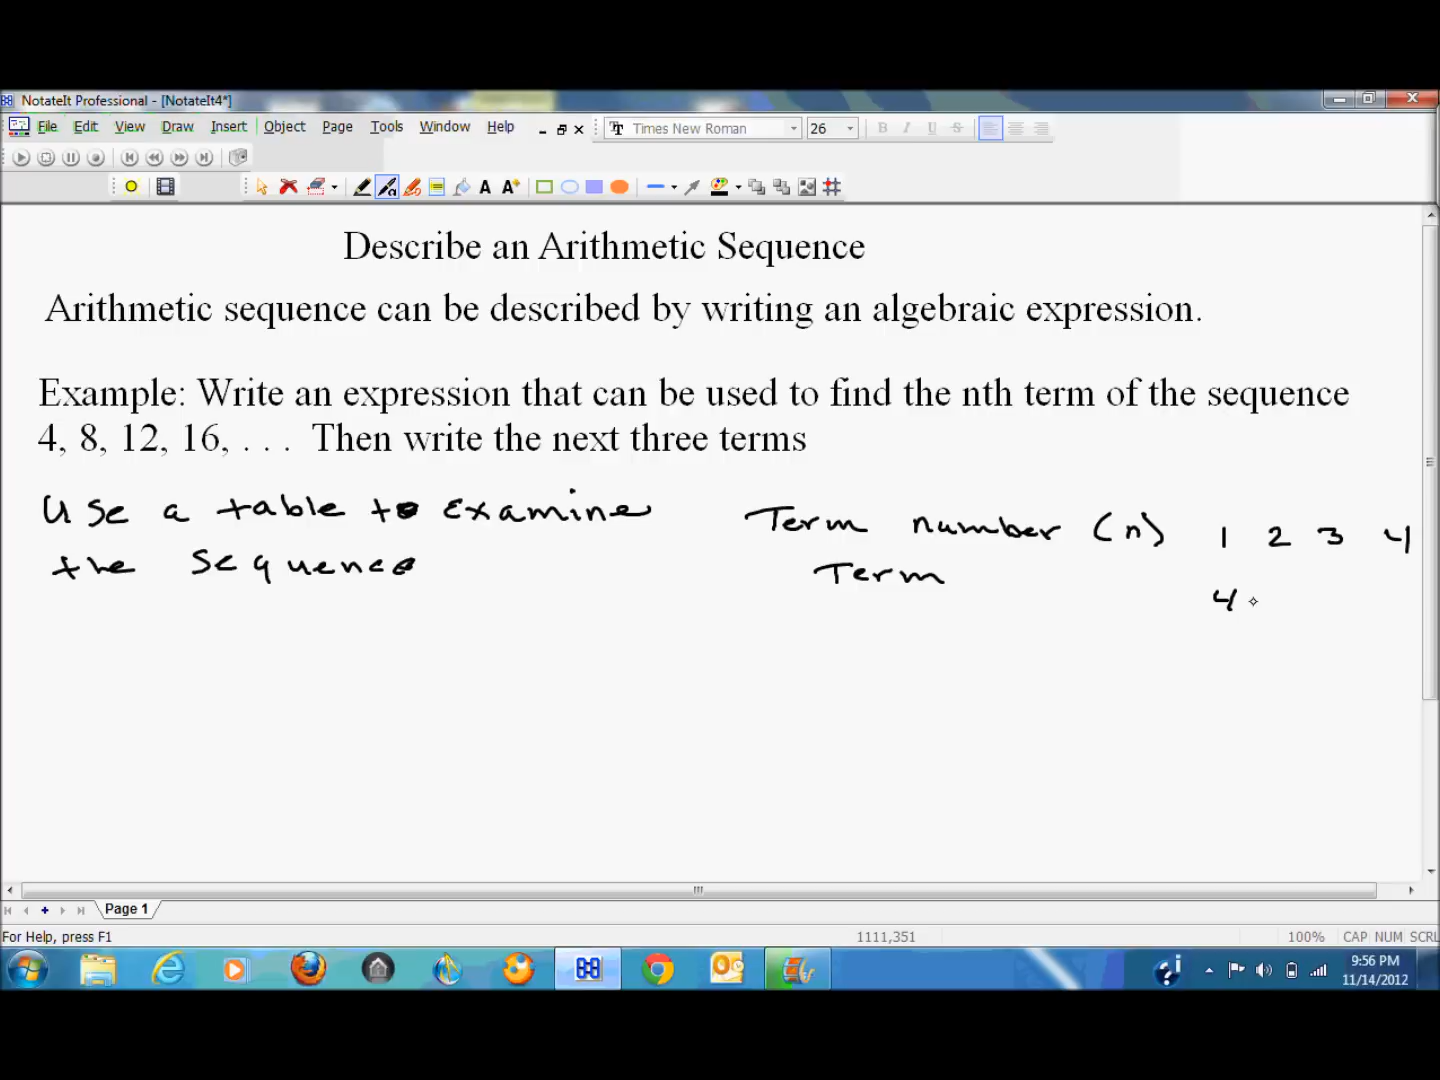 NotateIt Professional - [NotateIt4*]
File Edit View Draw Insert Object Page Tools Window Help
Times New Roman 26 B I U S
A A
Describe an Arithmetic Sequence
Arithmetic sequence can be described by writing an algebraic expression.
Example: Write an expression that can be used to find the nth term of the sequence
4, 8, 12, 16, . . . Then write the next three terms
Use a table to examine
the sequence
Term number (n) 1 2 3 4
Term
4
Page 1
For Help, press F1
1111,351
100% CAP NUM SCRL
9:56 PM
11/14/2012